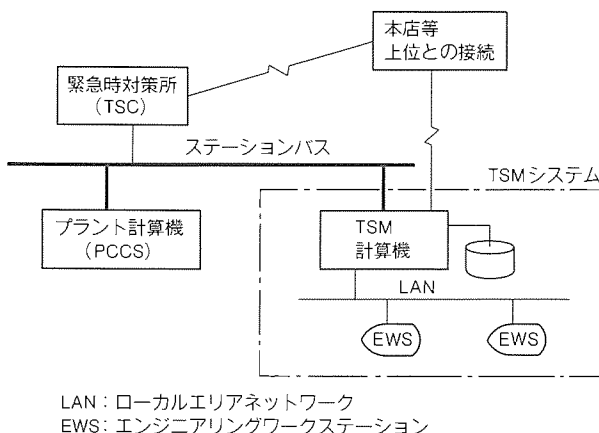 本店等
上位との接続
緊急時対策所
(TSC)
ステーションバス
TSMシステム
プラント計算機
(PCCS)
TSM
計算機
LAN
EWS
EWS
LAN:ローカルエリアネットワーク
EWS:エンジニアリングワークステーション